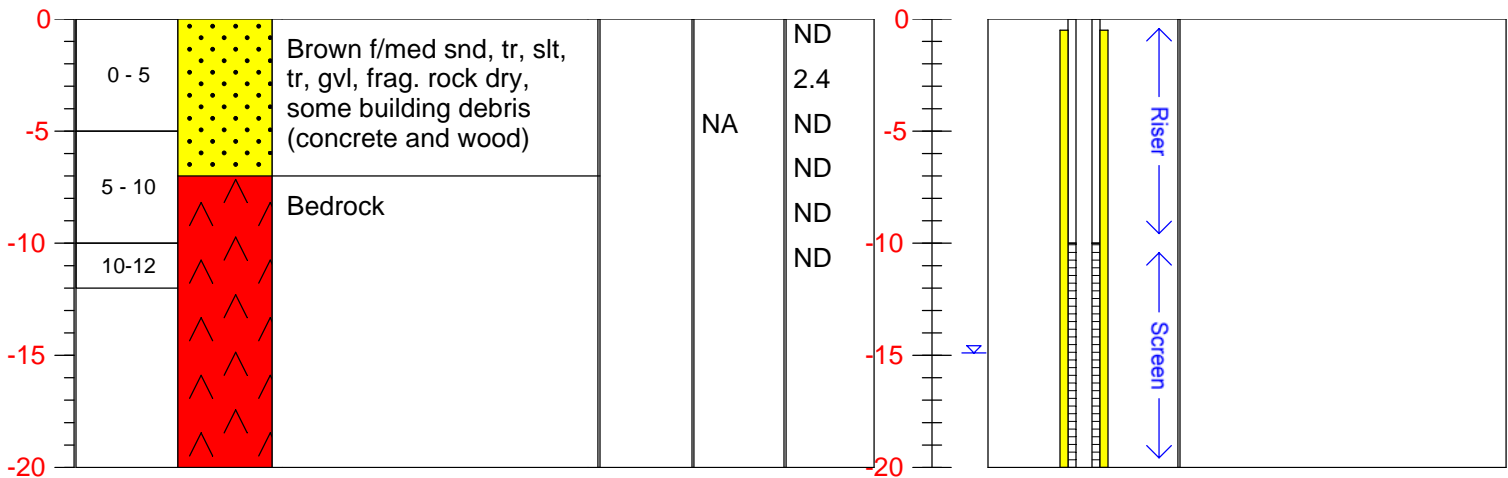 0
-5
-10
-15
-20
0 - 5
5 - 10
10-12
Brown f/med snd, tr, slt,
tr, gvl, frag. rock dry,
some building debris
(concrete and wood)
Bedrock
NA
ND
2.4
ND
ND
ND
ND
0
-5
-10
-15
-20
Riser
Screen